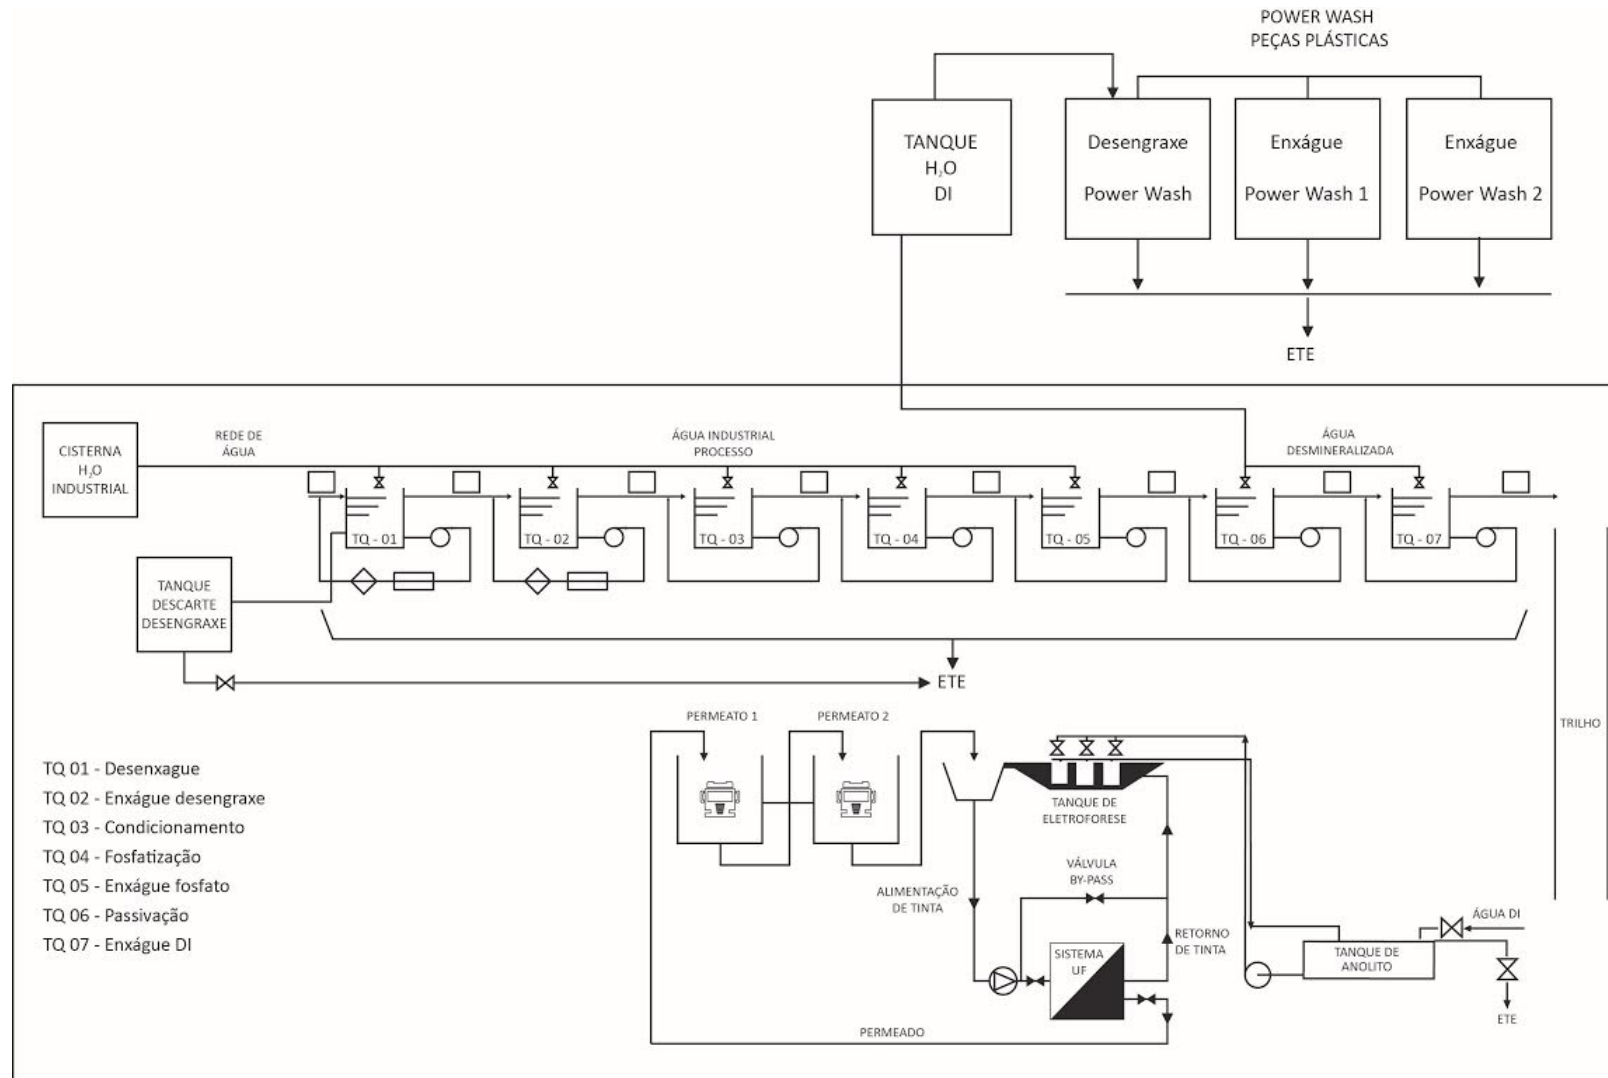 POWER WASH
PEÇAS PLÁSTICAS
TANQUE
H₂O
DI
Desengraxe
Power Wash
Enxágue
Power Wash 1
Enxágue
Power Wash 2
ETE
CISTERNA
H₂O
INDUSTRIAL
REDE DE
ÁGUA
ÁGUA INDUSTRIAL
PROCESSO
ÁGUA
DESMINERALIZADA
TQ - 01
TQ - 02
TQ - 03
TQ - 04
TQ - 05
TQ - 06
TQ - 07
TANQUE
DESCARTE
DESENGRAXE
ETE
TRILHO
PERMEATO 1
PERMEATO 2
TANQUE DE
ELETROFORESE
VÁLVULA
BY-PASS
ALIMENTAÇÃO
DE TINTA
RETORNO
DE TINTA
SISTEMA
UF
PERMEADO
ÁGUA DI
TANQUE DE
ANOLITO
ETE
TQ 01 - Desenxague
TQ 02 - Enxágue desengraxe
TQ 03 - Condicionamento
TQ 04 - Fosfatização
TQ 05 - Enxágue fosfato
TQ 06 - Passivação
TQ 07 - Enxágue DI